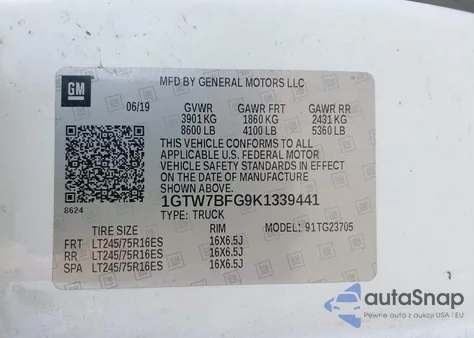 GM
MFD BY GENERAL MOTORS LLC
06/19 GVWR GAWR FRT GAWR RR
3901 KG 1860 KG 2431 KG
8600 LB 4100 LB 5360 LB
THIS VEHICLE CONFORMS TO ALL
APPLICABLE U.S. FEDERAL MOTOR
VEHICLE SAFETY STANDARDS IN EFFECT
ON THE DATE OF MANUFACTURE
SHOWN ABOVE.
1GTW7BFG9K1339441
8624
TYPE: TRUCK
TIRE SIZE RIM MODEL: 91TG23705
FRT LT245/75R16ES 16X6.5J
RR LT245/75R16ES 16X6.5J
SPA LT245/75R16ES 16X6.5J
autoSnap
Pewne auta z aukcji USA i EU